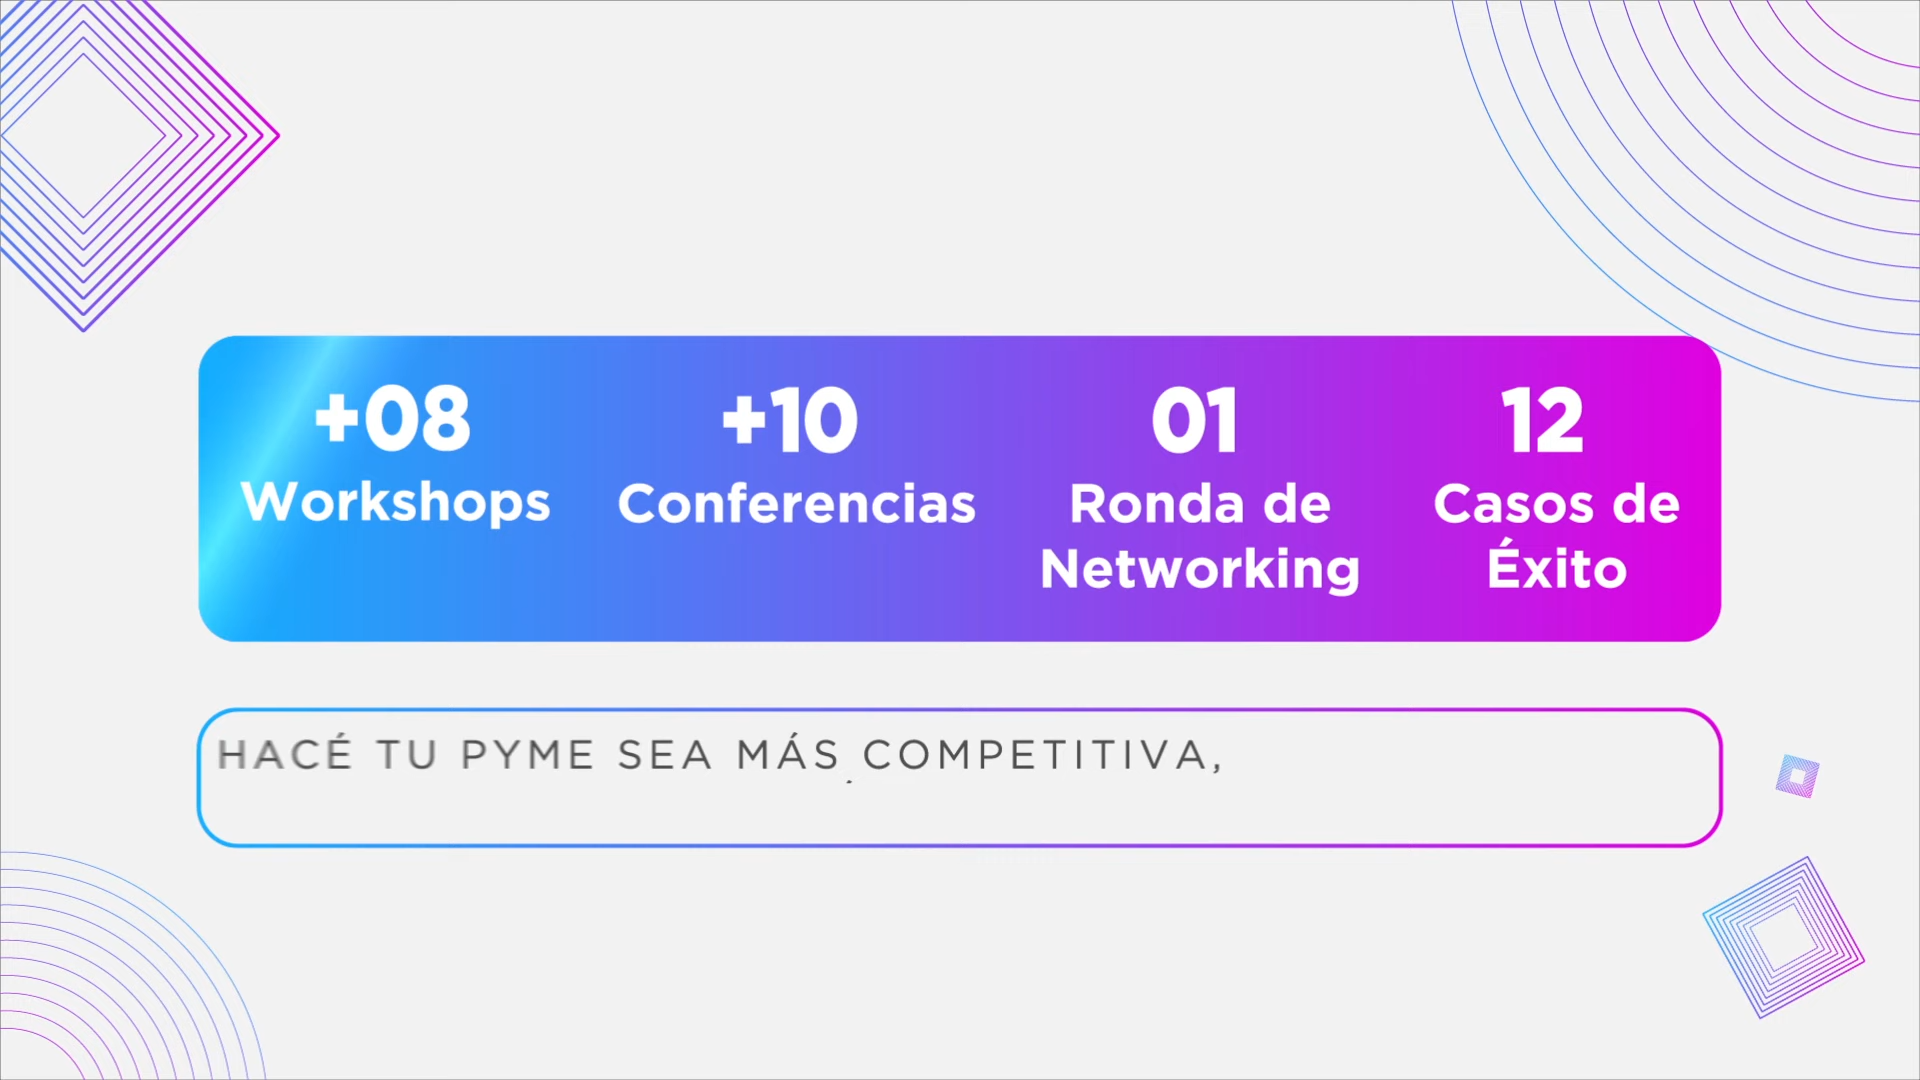 +08
Workshops
+10
Conferencias
01
Ronda de
Networking
12
Casos de
Éxito
HACÉ TU PYME SEA MÁS COMPETITIVA,